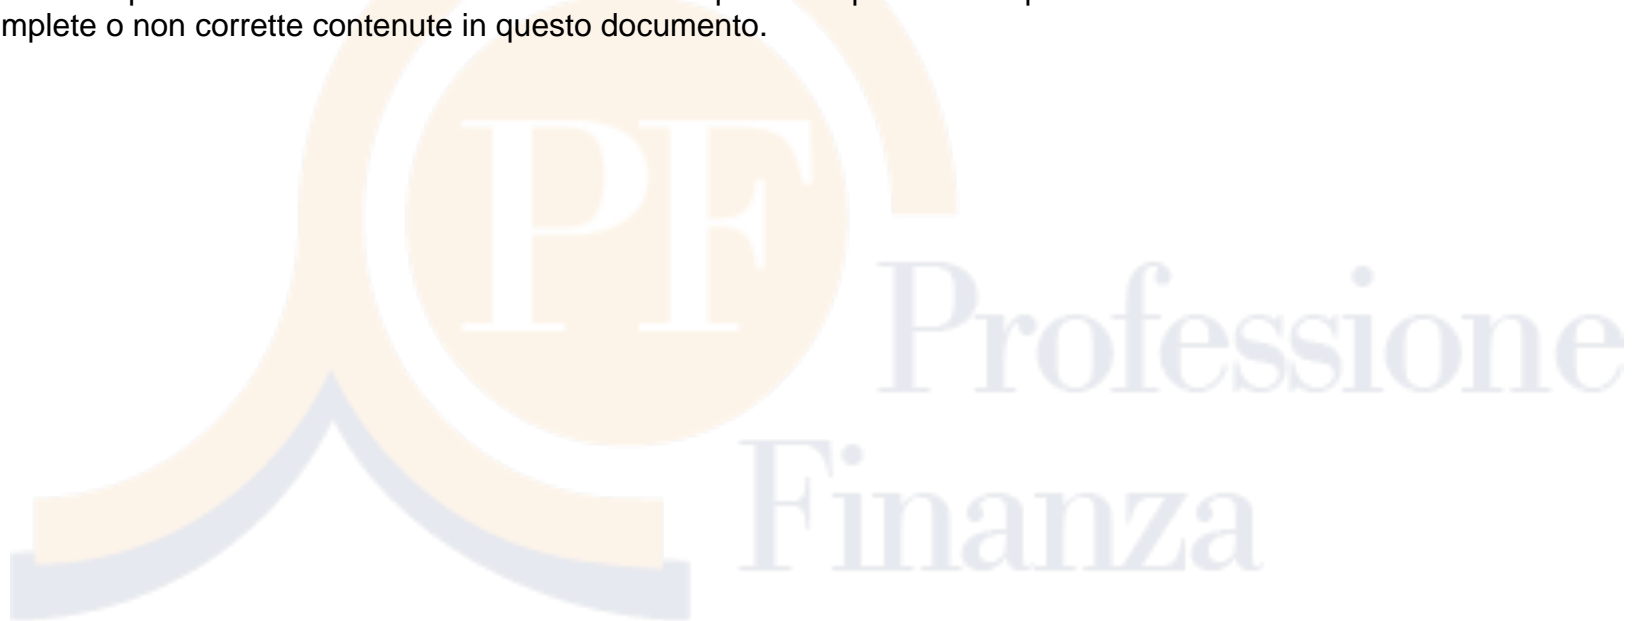 mplete o non corrette contenute in questo documento.
PF
Professione
Finanza